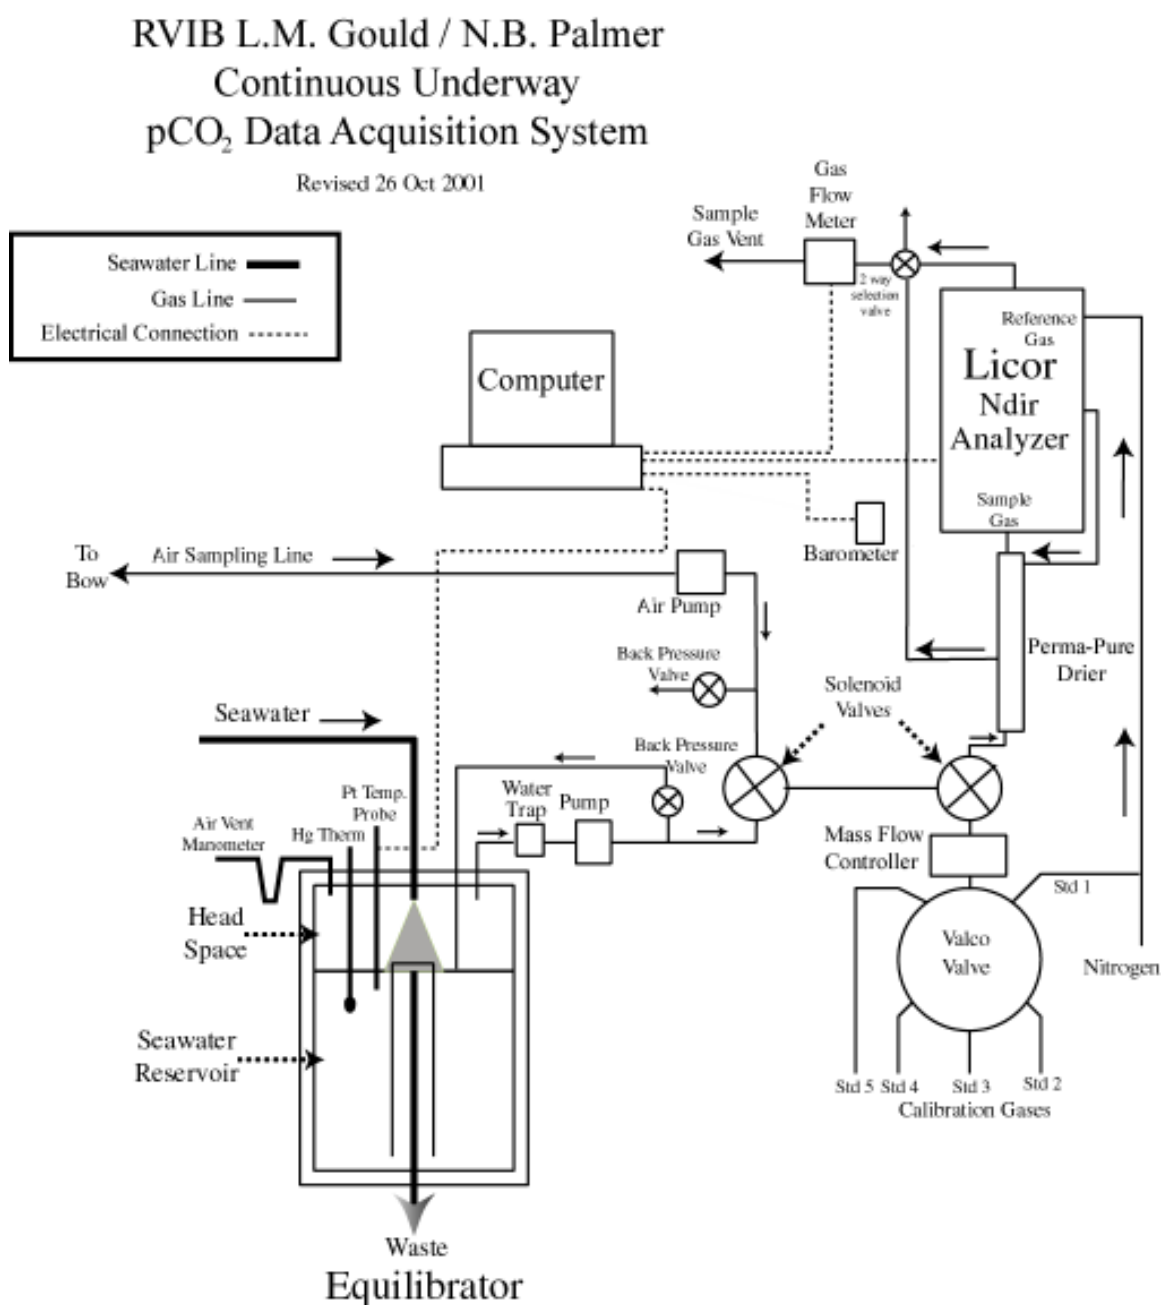 RVIB L.M. Gould / N.B. Palmer
Continuous Underway
pCO₂ Data Acquisition System
Revised 26 Oct 2001
Seawater Line
Gas Line
Electrical Connection
Gas
Flow
Meter
Sample
Gas Vent
2 way
selection
valve
Reference
Gas
Licor
Ndir
Analyzer
Sample
Gas
Computer
Barometer
To
Bow
Air Sampling Line
Air Pump
Back Pressure
Valve
Solenoid
Valves
Perma-Pure
Drier
Seawater
Back Pressure
Valve
Water
Trap
Pump
Pt Temp.
Probe
Hg Therm
Air Vent
Manometer
Mass Flow
Controller
Head
Space
Seawater
Reservoir
Std 1
Valco
Valve
Nitrogen
Std 5
Std 4
Std 3
Std 2
Calibration Gases
Waste
Equilibrator